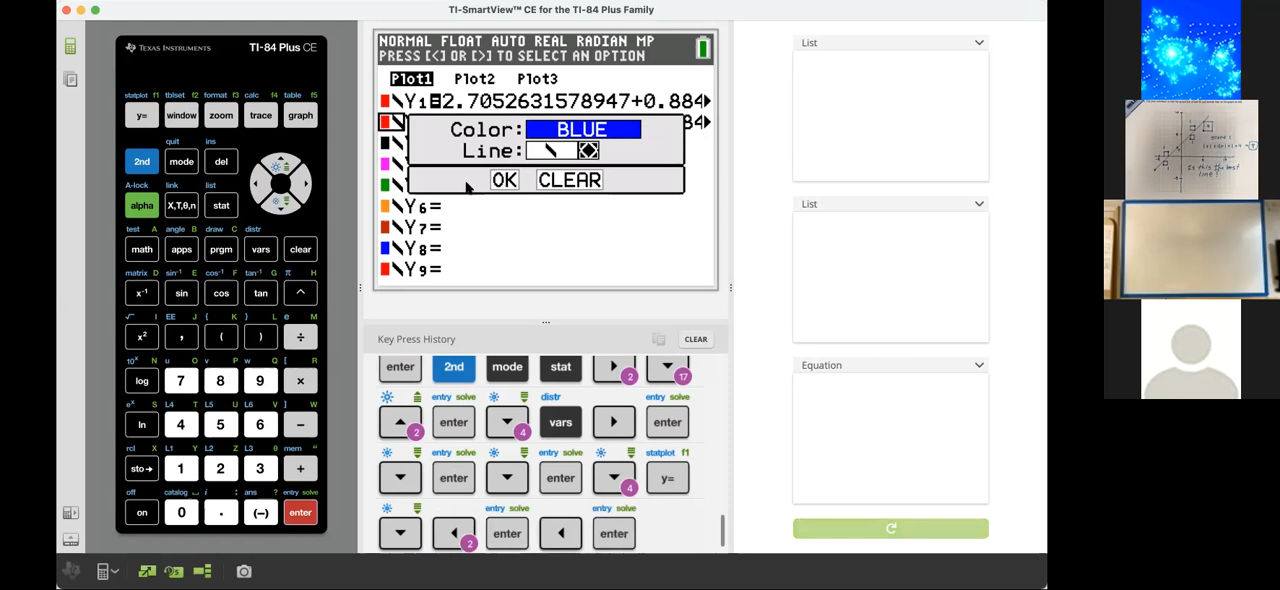 TI-SmartView™ CE for the TI-84 Plus Family
TEXAS INSTRUMENTS
TI-84 Plus CE
statplot f1 tblset f2 format f3 calc f4 table f5
y= window zoom trace graph
quit ins
2nd mode del
A-lock link list
alpha X,T,θ,n stat
test A angle B draw C distr
math apps prgm vars clear
matrix D sin⁻¹ E cos⁻¹ F tan⁻¹ G π H
x⁻¹ sin cos tan ^
√ I EE J { K } L e M
x² , ( ) ÷
10ˣ N u O v P w Q [ R
log 7 8 9 ×
eˣ S L4 T L5 U L6 V ] W
ln 4 5 6 −
rcl X L1 Y L2 Z L3 θ mem "
sto→ 1 2 3 +
off catalog ␣ i : ans ? entry solve
on 0 . (−) enter
NORMAL FLOAT AUTO REAL RADIAN MP
PRESS [<] OR [>] TO SELECT AN OPTION
Plot1 Plot2 Plot3
Y1=2.7052631578947+0.884
84
Color: BLUE
Line:
OK CLEAR
Y6=
Y7=
Y8=
Y9=
Key Press History
CLEAR
enter 2nd mode stat 2 17
entry solve distr entry solve
2 enter 4 vars enter
entry solve entry solve statplot f1
enter enter 4 y=
entry solve entry solve
2 enter enter
List
List
Equation
Is this the best
line?